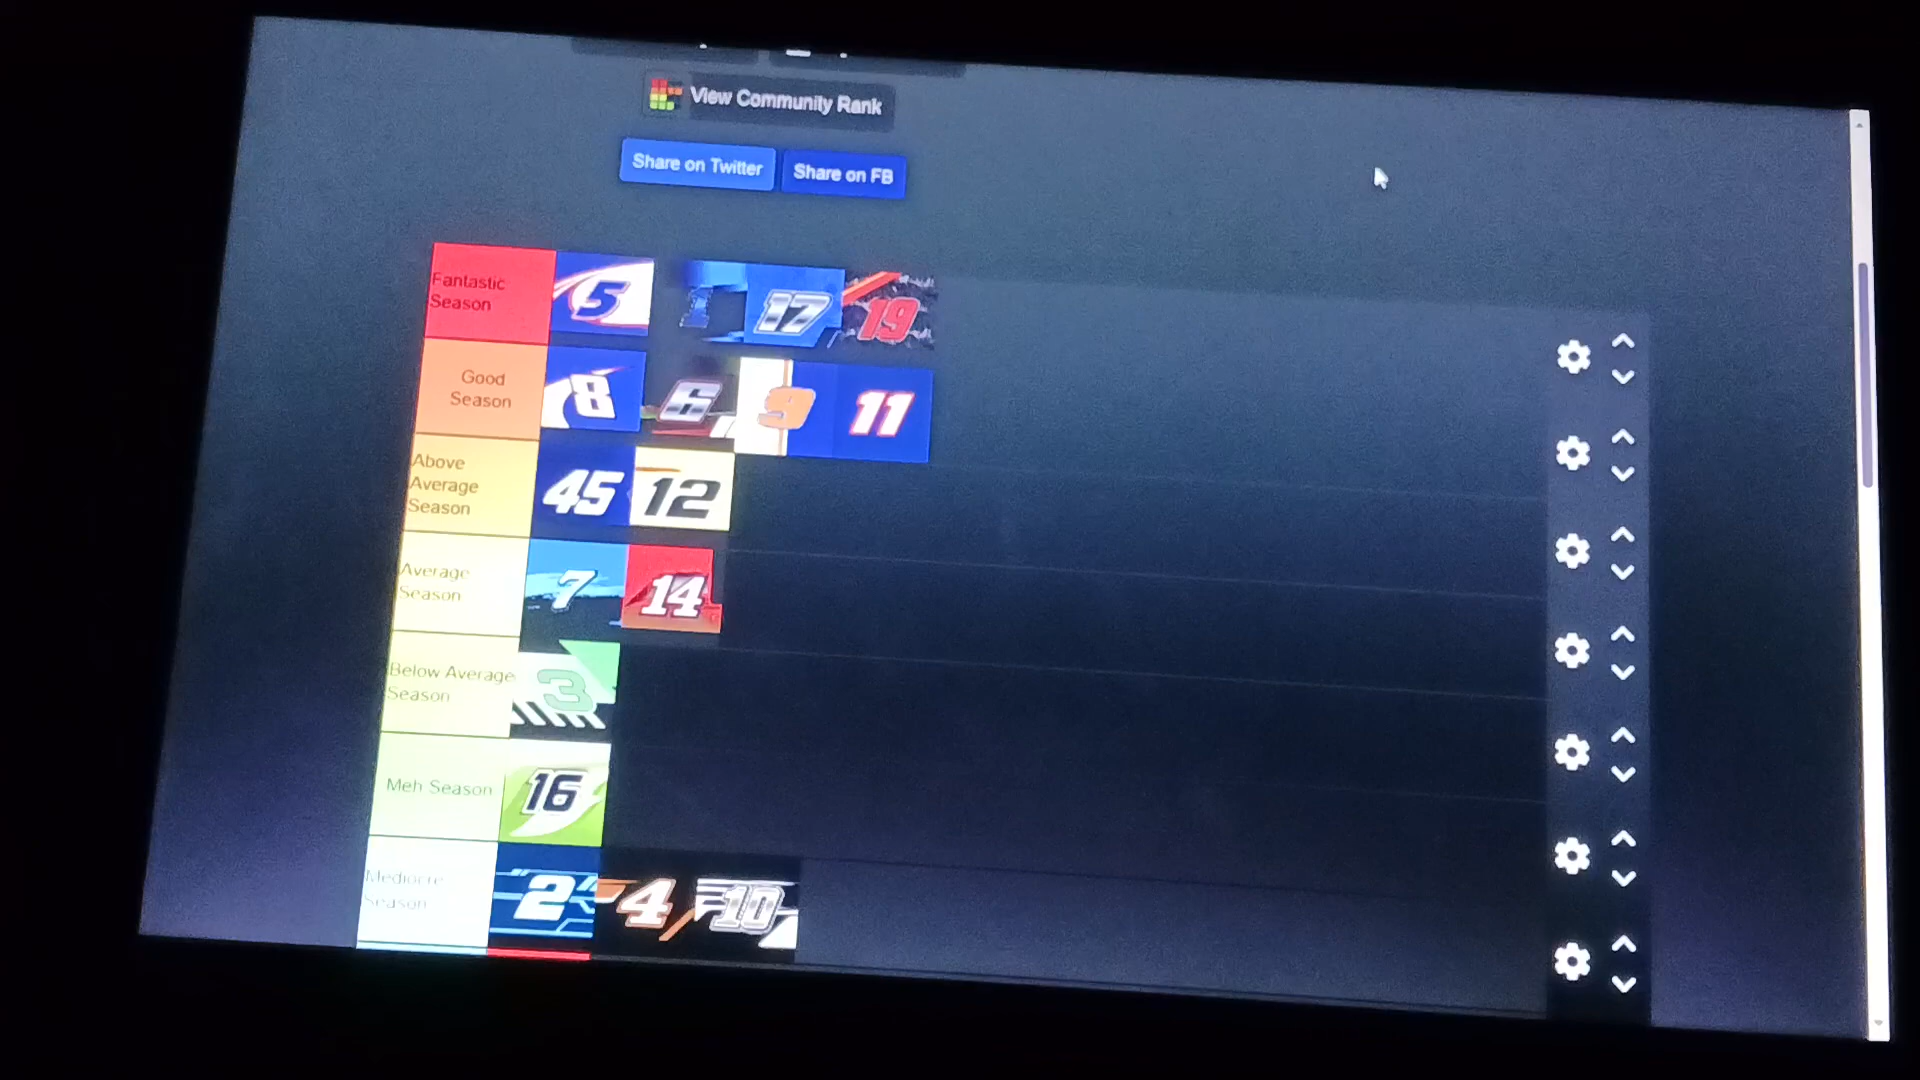 View Community Rank
Share on Twitter
Share on FB
Fantastic
Season
5
1
17
19
Good
Season
8
6
9
11
Above
Average
Season
45
12
Average
Season
7
14
Below Average
Season
3
Meh Season
16
Mediocre
Season
2
4
10